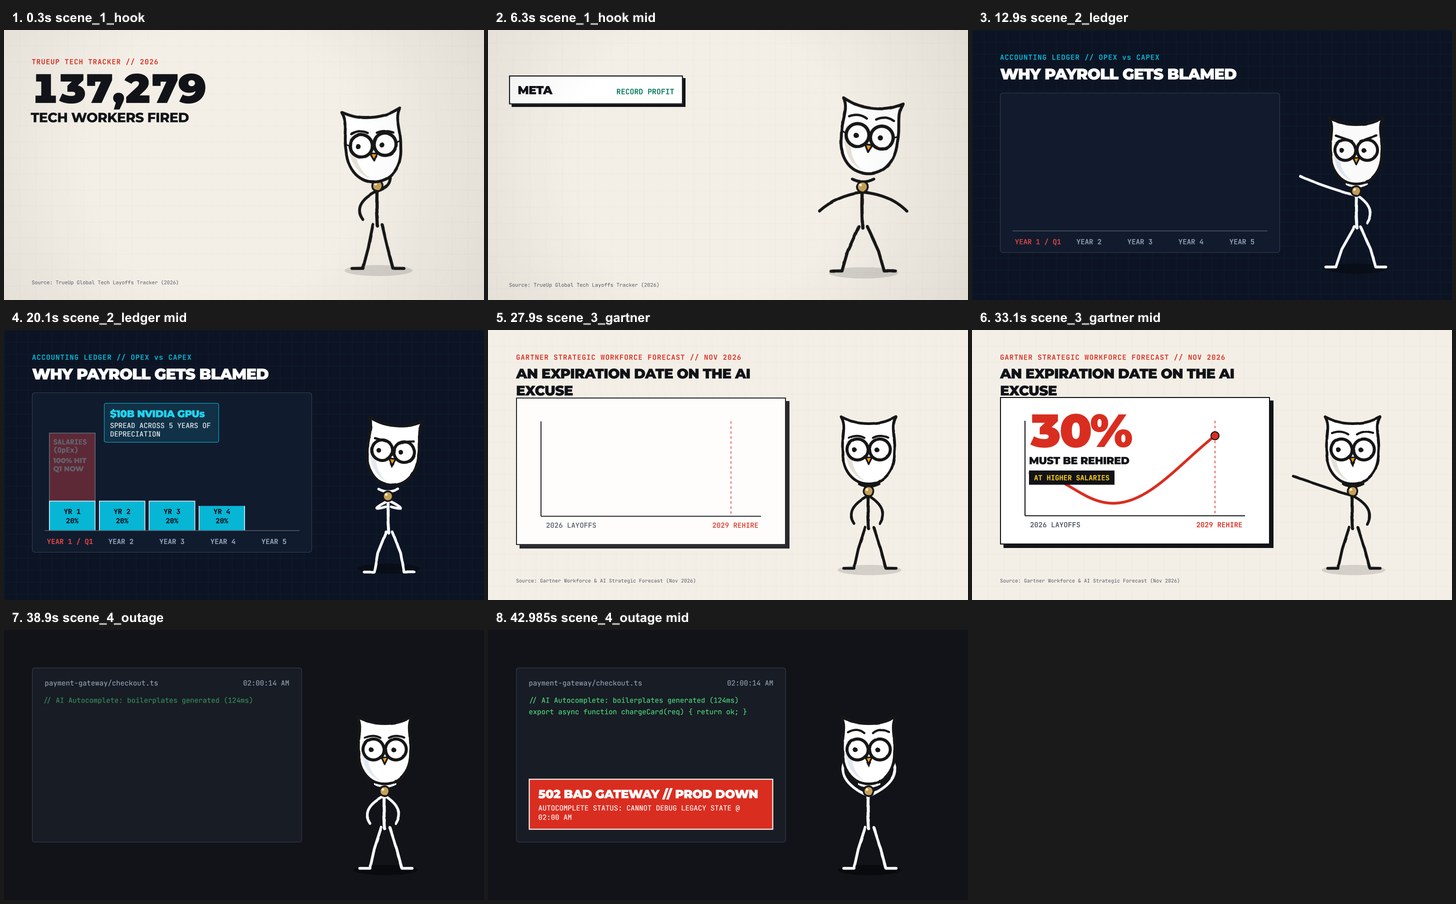 1. 0.3s scene_1_hook
TRUEUP TECH TRACKER // 2026
137,279
TECH WORKERS FIRED
Source: TrueUp Global Tech Layoffs Tracker (2026)
2. 6.3s scene_1_hook mid
META
RECORD PROFIT
Source: TrueUp Global Tech Layoffs Tracker (2026)
3. 12.9s scene_2_ledger
ACCOUNTING LEDGER // OPEX vs CAPEX
WHY PAYROLL GETS BLAMED
YEAR 1 / Q1 YEAR 2 YEAR 3 YEAR 4 YEAR 5
4. 20.1s scene_2_ledger mid
ACCOUNTING LEDGER // OPEX vs CAPEX
WHY PAYROLL GETS BLAMED
$10B NVIDIA GPUs
SPREAD ACROSS 5 YEARS OF
DEPRECIATION
SALARIES
(OpEx)
100% HIT
Q1 NOW
YR 1 YR 2 YR 3 YR 4
20% 20% 20% 20%
YEAR 1 / Q1 YEAR 2 YEAR 3 YEAR 4 YEAR 5
5. 27.9s scene_3_gartner
GARTNER STRATEGIC WORKFORCE FORECAST // NOV 2026
AN EXPIRATION DATE ON THE AI
EXCUSE
2026 LAYOFFS 2029 REHIRE
Source: Gartner Workforce & AI Strategic Forecast (Nov 2026)
6. 33.1s scene_3_gartner mid
GARTNER STRATEGIC WORKFORCE FORECAST // NOV 2026
AN EXPIRATION DATE ON THE AI
EXCUSE
30%
MUST BE REHIRED
AT HIGHER SALARIES
2026 LAYOFFS 2029 REHIRE
Source: Gartner Workforce & AI Strategic Forecast (Nov 2026)
7. 38.9s scene_4_outage
payment-gateway/checkout.ts 02:00:14 AM
// AI Autocomplete: boilerplates generated (124ms)
8. 42.985s scene_4_outage mid
payment-gateway/checkout.ts 02:00:14 AM
// AI Autocomplete: boilerplates generated (124ms)
export async function chargeCard(req) { return ok; }
502 BAD GATEWAY // PROD DOWN
AUTOCOMPLETE STATUS: CANNOT DEBUG LEGACY STATE @
02:00 AM